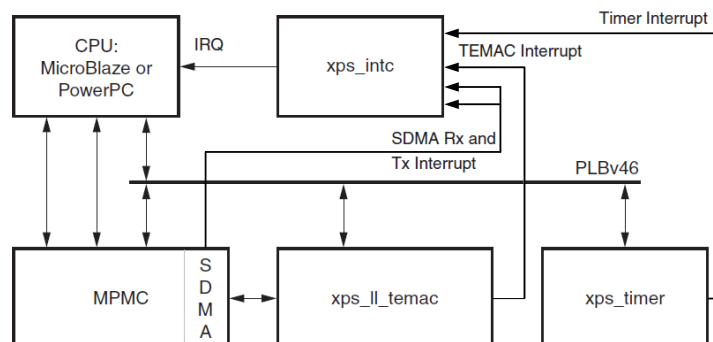 Timer Interrupt
CPU:
MicroBlaze or
PowerPC
IRQ
xps_intc
TEMAC Interrupt
SDMA Rx and
Tx Interrupt
PLBv46
MPMC
S
D
M
A
xps_ll_temac
xps_timer